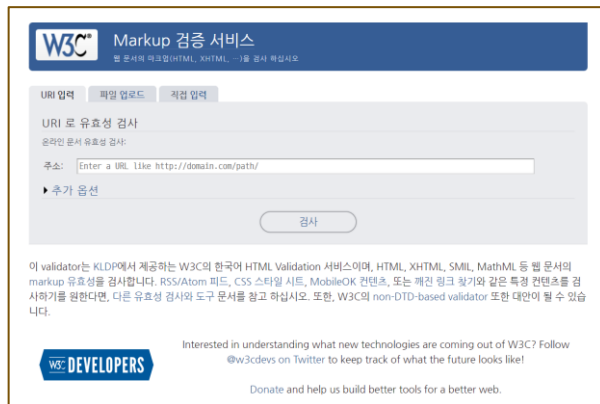 W3C® Markup 검증 서비스
웹 문서의 마크업(HTML, XHTML, …)을 검사 하십시오
URI 입력 파일 업로드 직접 입력
URI 로 유효성 검사
온라인 문서 유효성 검사:
주소: Enter a URL like http://domain.com/path/
▶추가 옵션
검사
이 validator는 KLDP에서 제공하는 W3C의 한국어 HTML Validation 서비스이며, HTML, XHTML, SMIL, MathML 등 웹 문서의
markup 유효성을 검사합니다. RSS/Atom 피드, CSS 스타일 시트, MobileOK 컨텐츠, 또는 깨진 링크 찾기와 같은 특정 컨텐츠를 검
사하기를 원한다면, 다른 유효성 검사와 도구 문서를 참고 하십시오. 또한, W3C의 non-DTD-based validator 또한 대안이 될 수 있습
니다.
W3C DEVELOPERS
Interested in understanding what new technologies are coming out of W3C? Follow
@w3cdevs on Twitter to keep track of what the future looks like!
Donate and help us build better tools for a better web.